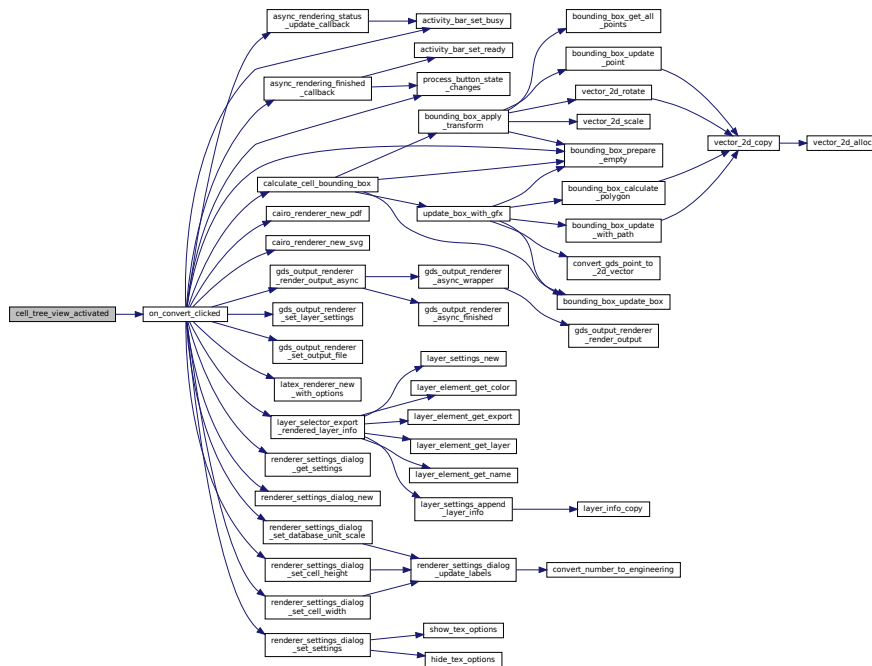 cell_tree_view_activated
on_convert_clicked
async_rendering_status
_update_callback
async_rendering_finished
_callback
calculate_cell_bounding_box
cairo_renderer_new_pdf
cairo_renderer_new_svg
gds_output_renderer
_render_output_async
gds_output_renderer
_set_layer_settings
gds_output_renderer
_set_output_file
latex_renderer_new
_with_options
layer_selector_export
_rendered_layer_info
renderer_settings_dialog
_get_settings
renderer_settings_dialog_new
renderer_settings_dialog
_set_database_unit_scale
renderer_settings_dialog
_set_cell_height
renderer_settings_dialog
_set_cell_width
renderer_settings_dialog
_set_settings
activity_bar_set_busy
activity_bar_set_ready
process_button_state
_changes
bounding_box_apply
_transform
update_box_with_gfx
gds_output_renderer
_async_wrapper
gds_output_renderer
_async_finished
layer_settings_new
layer_element_get_color
layer_element_get_export
layer_element_get_layer
layer_element_get_name
layer_settings_append
_layer_info
renderer_settings_dialog
_update_labels
show_tex_options
hide_tex_options
bounding_box_get_all
_points
bounding_box_update
_point
vector_2d_rotate
vector_2d_scale
bounding_box_prepare
_empty
bounding_box_calculate
_polygon
bounding_box_update
_with_path
convert_gds_point_to
_2d_vector
bounding_box_update_box
gds_output_renderer
_render_output
layer_info_copy
convert_number_to_engineering
vector_2d_copy
vector_2d_alloc